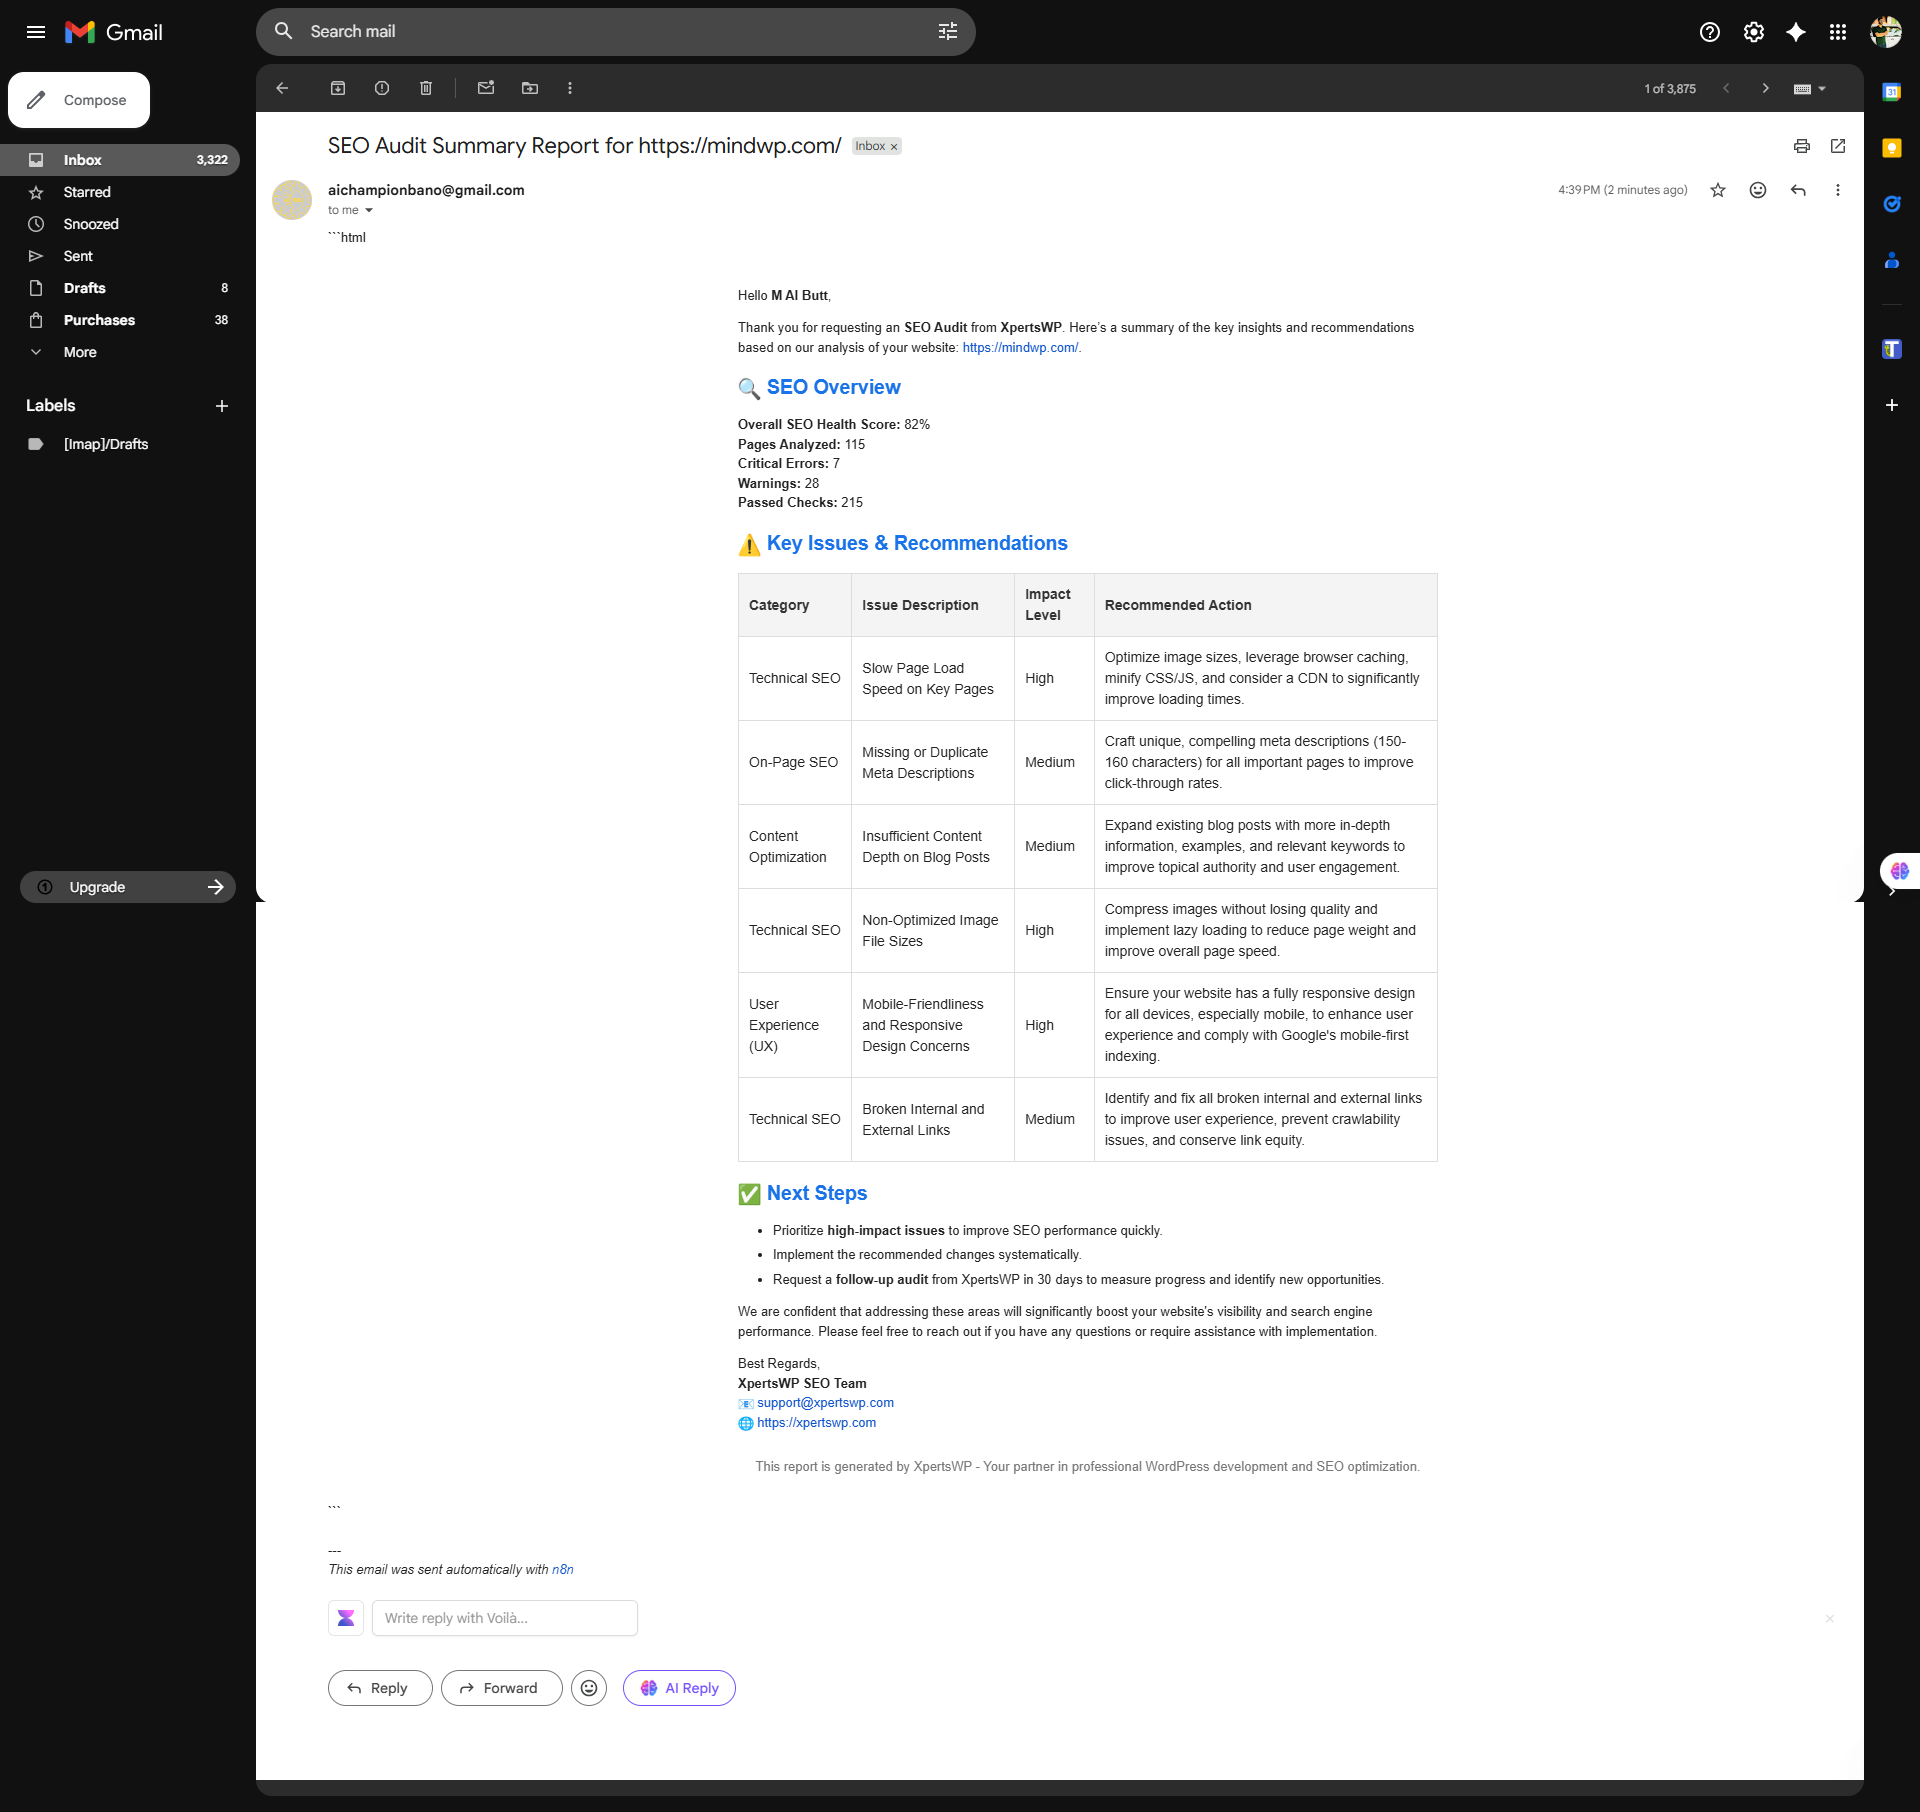 Gmail
Search mail
Compose
1 of 3,875
Inbox 3,322
Starred
Snoozed
Sent
Drafts 8
Purchases 38
More
Labels
[Imap]/Drafts
Upgrade
SEO Audit Summary Report for https://mindwp.com/
Inbox ×
aichampionbano@gmail.com
4:39 PM (2 minutes ago)
to me
```html
Hello M AI Butt,
Thank you for requesting an SEO Audit from XpertsWP. Here's a summary of the key insights and recommendations
based on our analysis of your website: https://mindwp.com/.
🔍 SEO Overview
Overall SEO Health Score: 82%
Pages Analyzed: 115
Critical Errors: 7
Warnings: 28
Passed Checks: 215
⚠️ Key Issues & Recommendations
Category
Issue Description
Impact
Level
Recommended Action
Technical SEO
Slow Page Load
Speed on Key Pages
High
Optimize image sizes, leverage browser caching,
minify CSS/JS, and consider a CDN to significantly
improve loading times.
On-Page SEO
Missing or Duplicate
Meta Descriptions
Medium
Craft unique, compelling meta descriptions (150-
160 characters) for all important pages to improve
click-through rates.
Content
Optimization
Insufficient Content
Depth on Blog Posts
Medium
Expand existing blog posts with more in-depth
information, examples, and relevant keywords to
improve topical authority and user engagement.
Technical SEO
Non-Optimized Image
File Sizes
High
Compress images without losing quality and
implement lazy loading to reduce page weight and
improve overall page speed.
User
Experience
(UX)
Mobile-Friendliness
and Responsive
Design Concerns
High
Ensure your website has a fully responsive design
for all devices, especially mobile, to enhance user
experience and comply with Google's mobile-first
indexing.
Technical SEO
Broken Internal and
External Links
Medium
Identify and fix all broken internal and external links
to improve user experience, prevent crawlability
issues, and conserve link equity.
✅ Next Steps
• Prioritize high-impact issues to improve SEO performance quickly.
• Implement the recommended changes systematically.
• Request a follow-up audit from XpertsWP in 30 days to measure progress and identify new opportunities.
We are confident that addressing these areas will significantly boost your website's visibility and search engine
performance. Please feel free to reach out if you have any questions or require assistance with implementation.
Best Regards,
XpertsWP SEO Team
📧 support@xpertswp.com
🌐 https://xpertswp.com
This report is generated by XpertsWP - Your partner in professional WordPress development and SEO optimization.
```
---
This email was sent automatically with n8n
Write reply with Voilà...
Reply
Forward
AI Reply